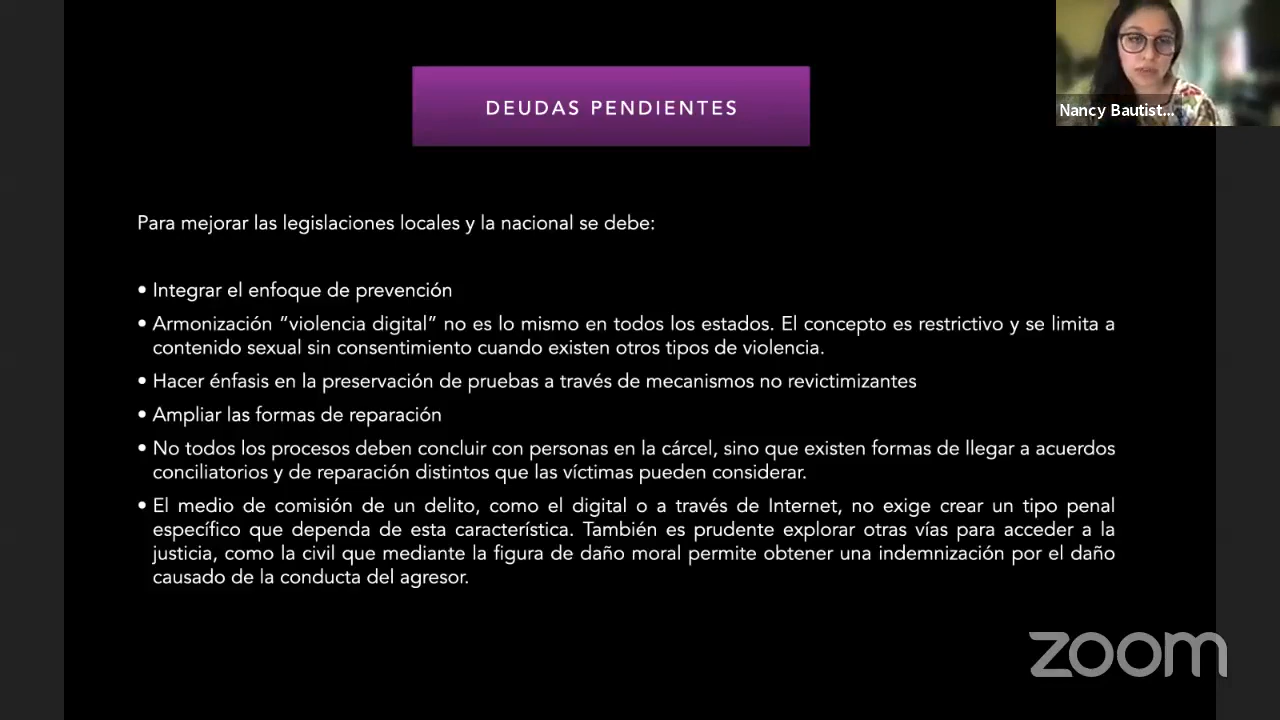 DEUDAS PENDIENTES
Nancy Bautist...
Para mejorar las legislaciones locales y la nacional se debe:
• Integrar el enfoque de prevención
• Armonización “violencia digital” no es lo mismo en todos los estados. El concepto es restrictivo y se limita a
contenido sexual sin consentimiento cuando existen otros tipos de violencia.
• Hacer énfasis en la preservación de pruebas a través de mecanismos no revictimizantes
• Ampliar las formas de reparación
• No todos los procesos deben concluir con personas en la cárcel, sino que existen formas de llegar a acuerdos
conciliatorios y de reparación distintos que las víctimas pueden considerar.
• El medio de comisión de un delito, como el digital o a través de Internet, no exige crear un tipo penal
específico que dependa de esta característica. También es prudente explorar otras vías para acceder a la
justicia, como la civil que mediante la figura de daño moral permite obtener una indemnización por el daño
causado de la conducta del agresor.
zoom